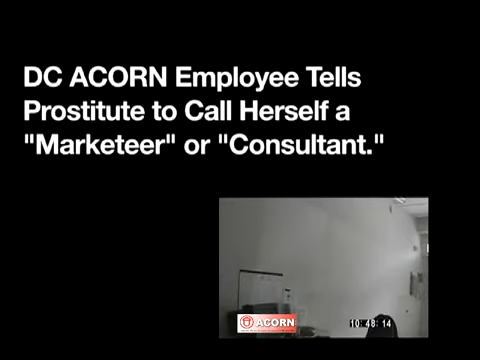 DC ACORN Employee Tells
Prostitute to Call Herself a
"Marketeer" or "Consultant."
ACORN
10:48:14